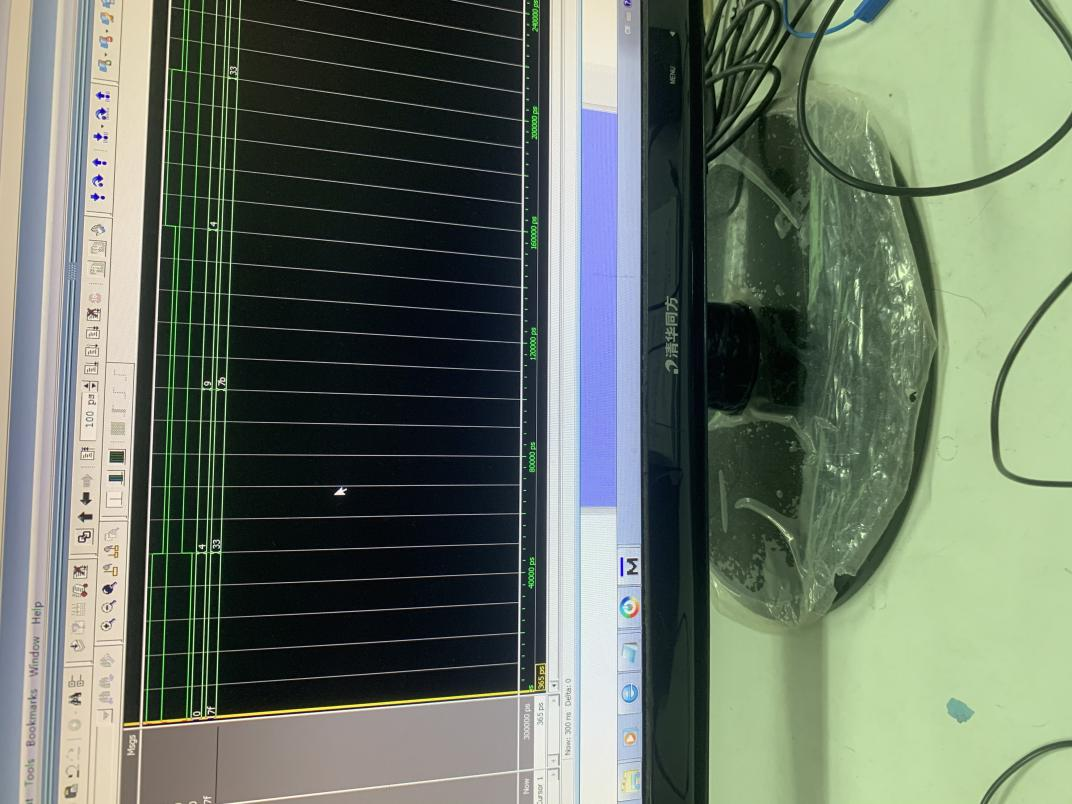 Tools Bookmarks Window Help
100 ps
Msgs
0
4
9
4
7f
33
7b
33
7f
Now
300000 ps
40000 ps
80000 ps
120000 ps
160000 ps
200000 ps
240000 ps
Cursor 1
365 ps
365 ps
Now: 300 ns Delta: 0
MENU
清华同方